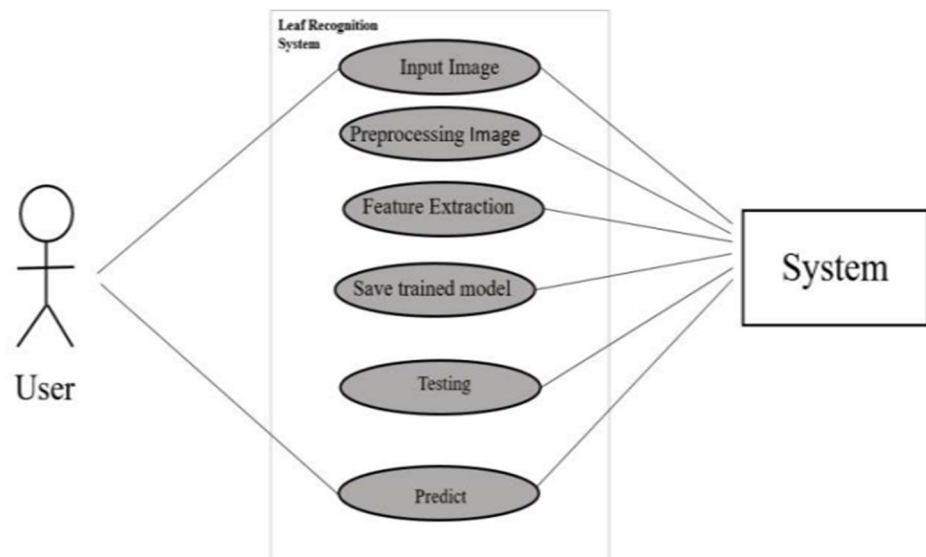 Leaf Recognition
System
Input Image
Preprocessing Image
Feature Extraction
Save trained model
Testing
Predict
User
System